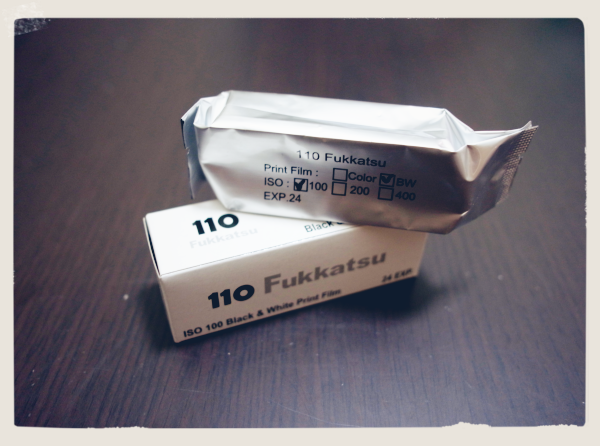 110 Fukkatsu
Print Film : Color BW
ISO : 100 200 400
EXP.24
110
Fukkatsu
Black &
110 Fukkatsu
24 EXP.
ISO 100 Black & White Print Film